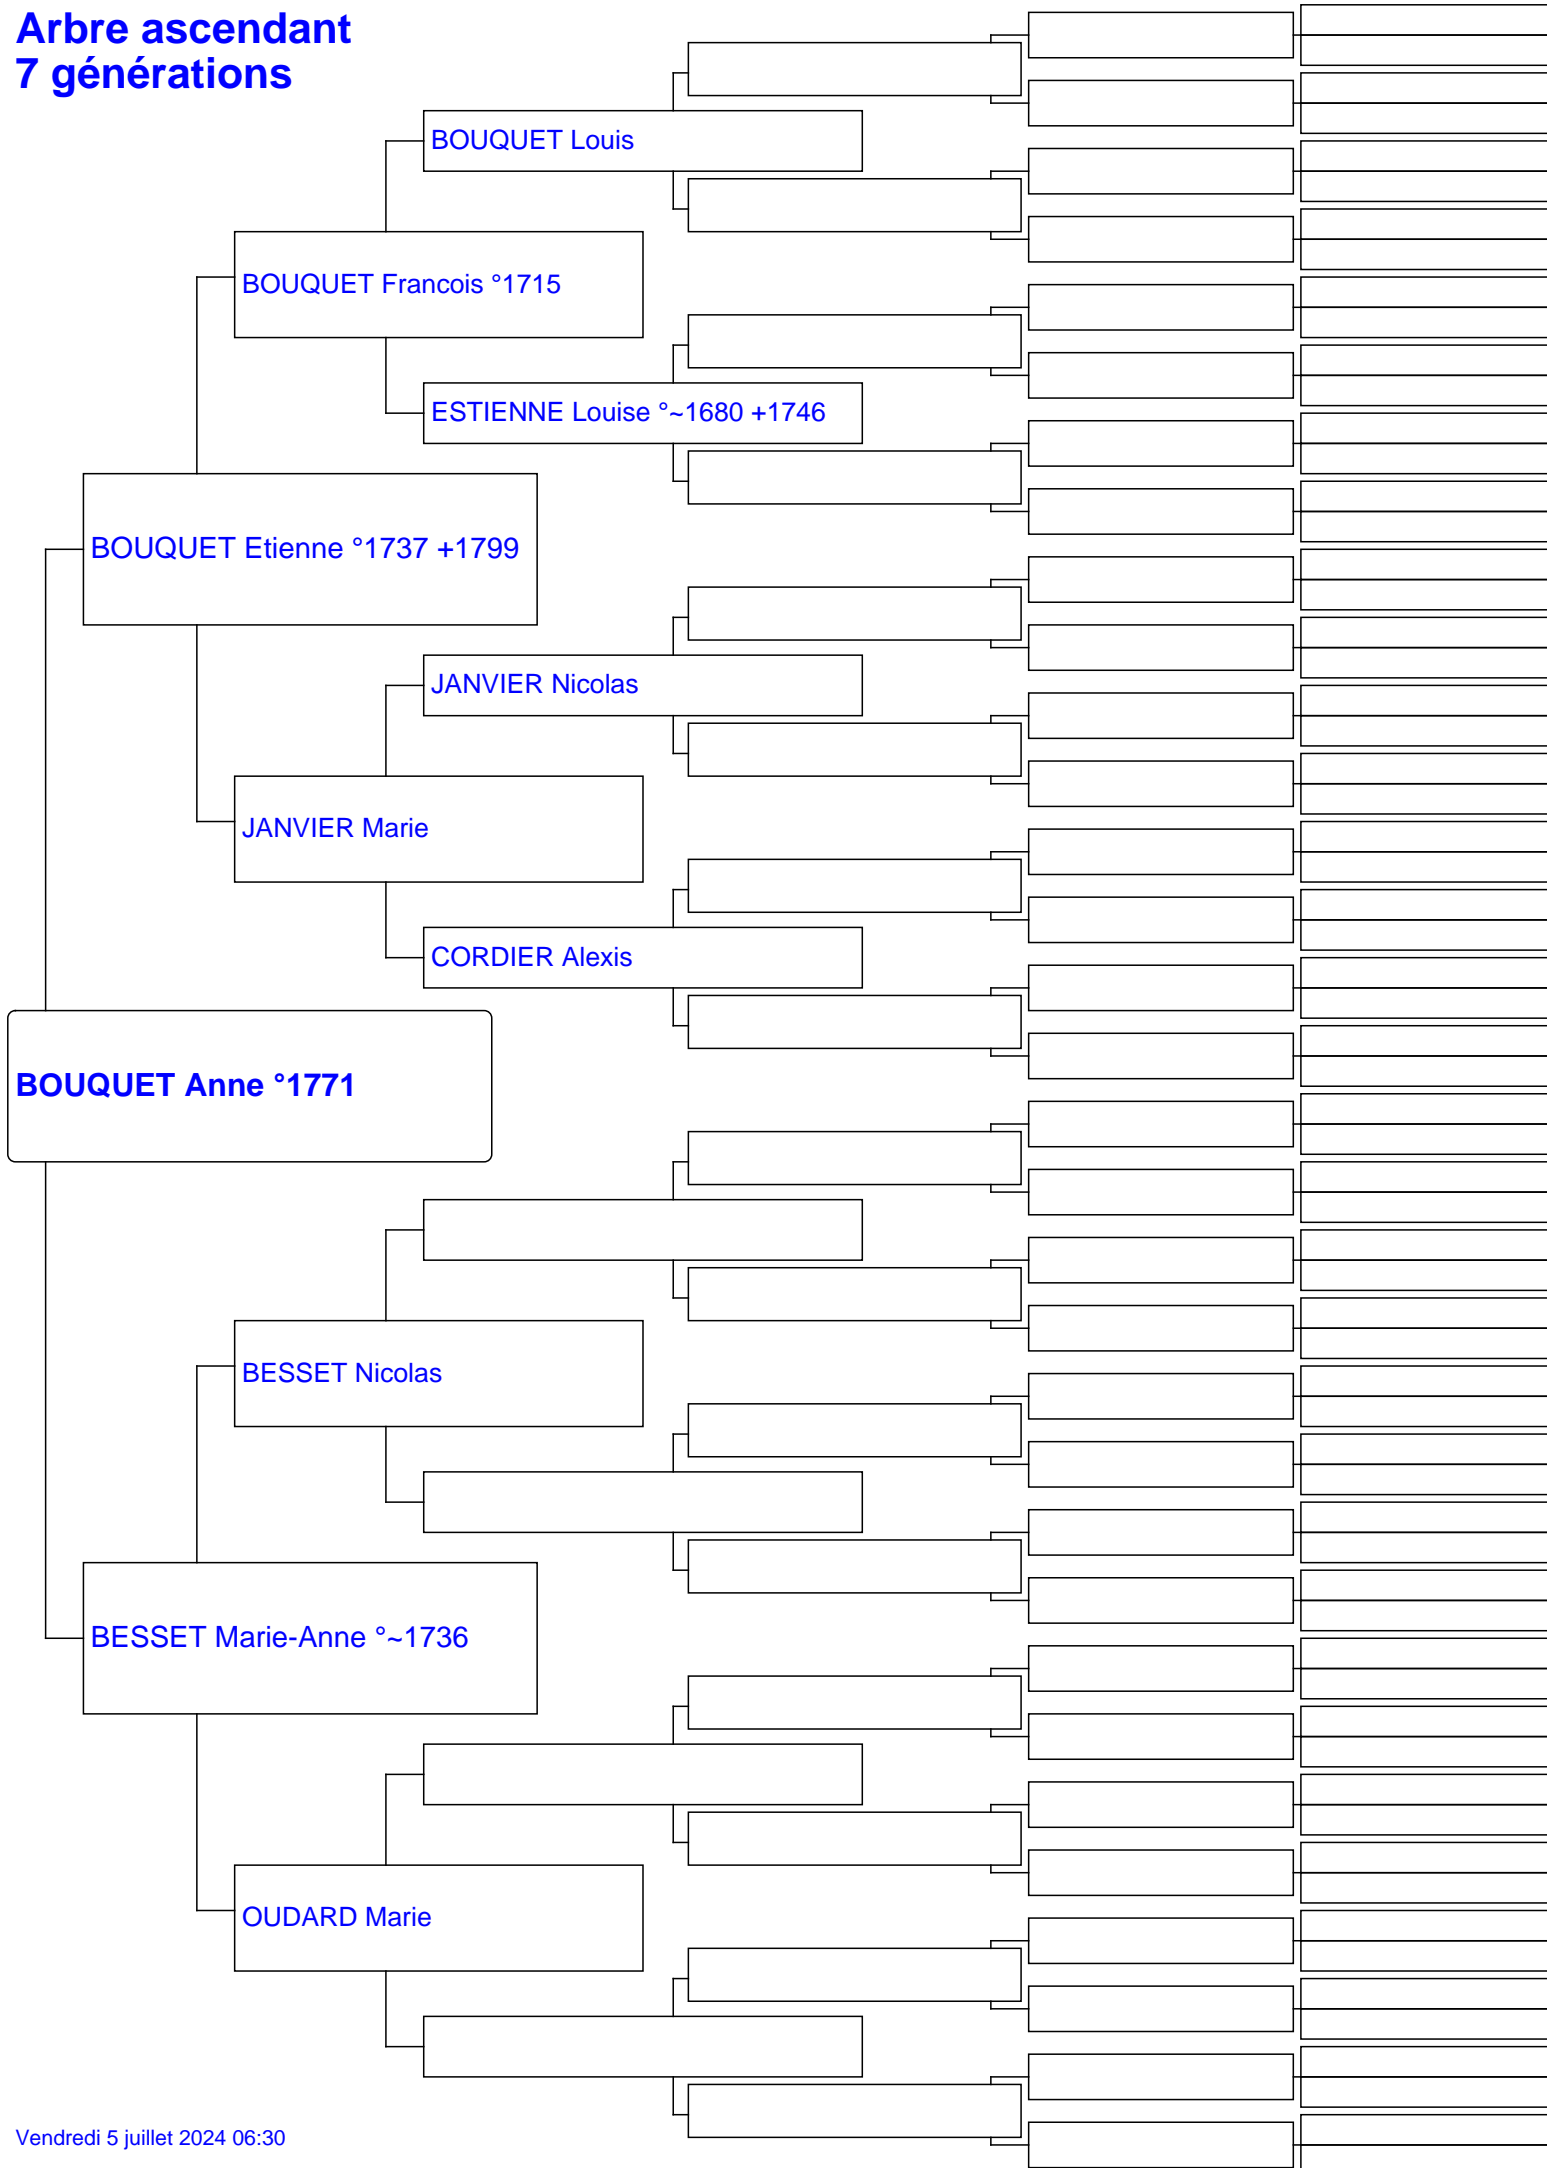 Arbre ascendant
7 générations
BOUQUET Louis
BOUQUET Francois °1715
ESTIENNE Louise °~1680 +1746
BOUQUET Etienne °1737 +1799
JANVIER Nicolas
JANVIER Marie
CORDIER Alexis
BOUQUET Anne °1771
BESSET Nicolas
BESSET Marie-Anne °~1736
OUDARD Marie
Vendredi 5 juillet 2024 06:30